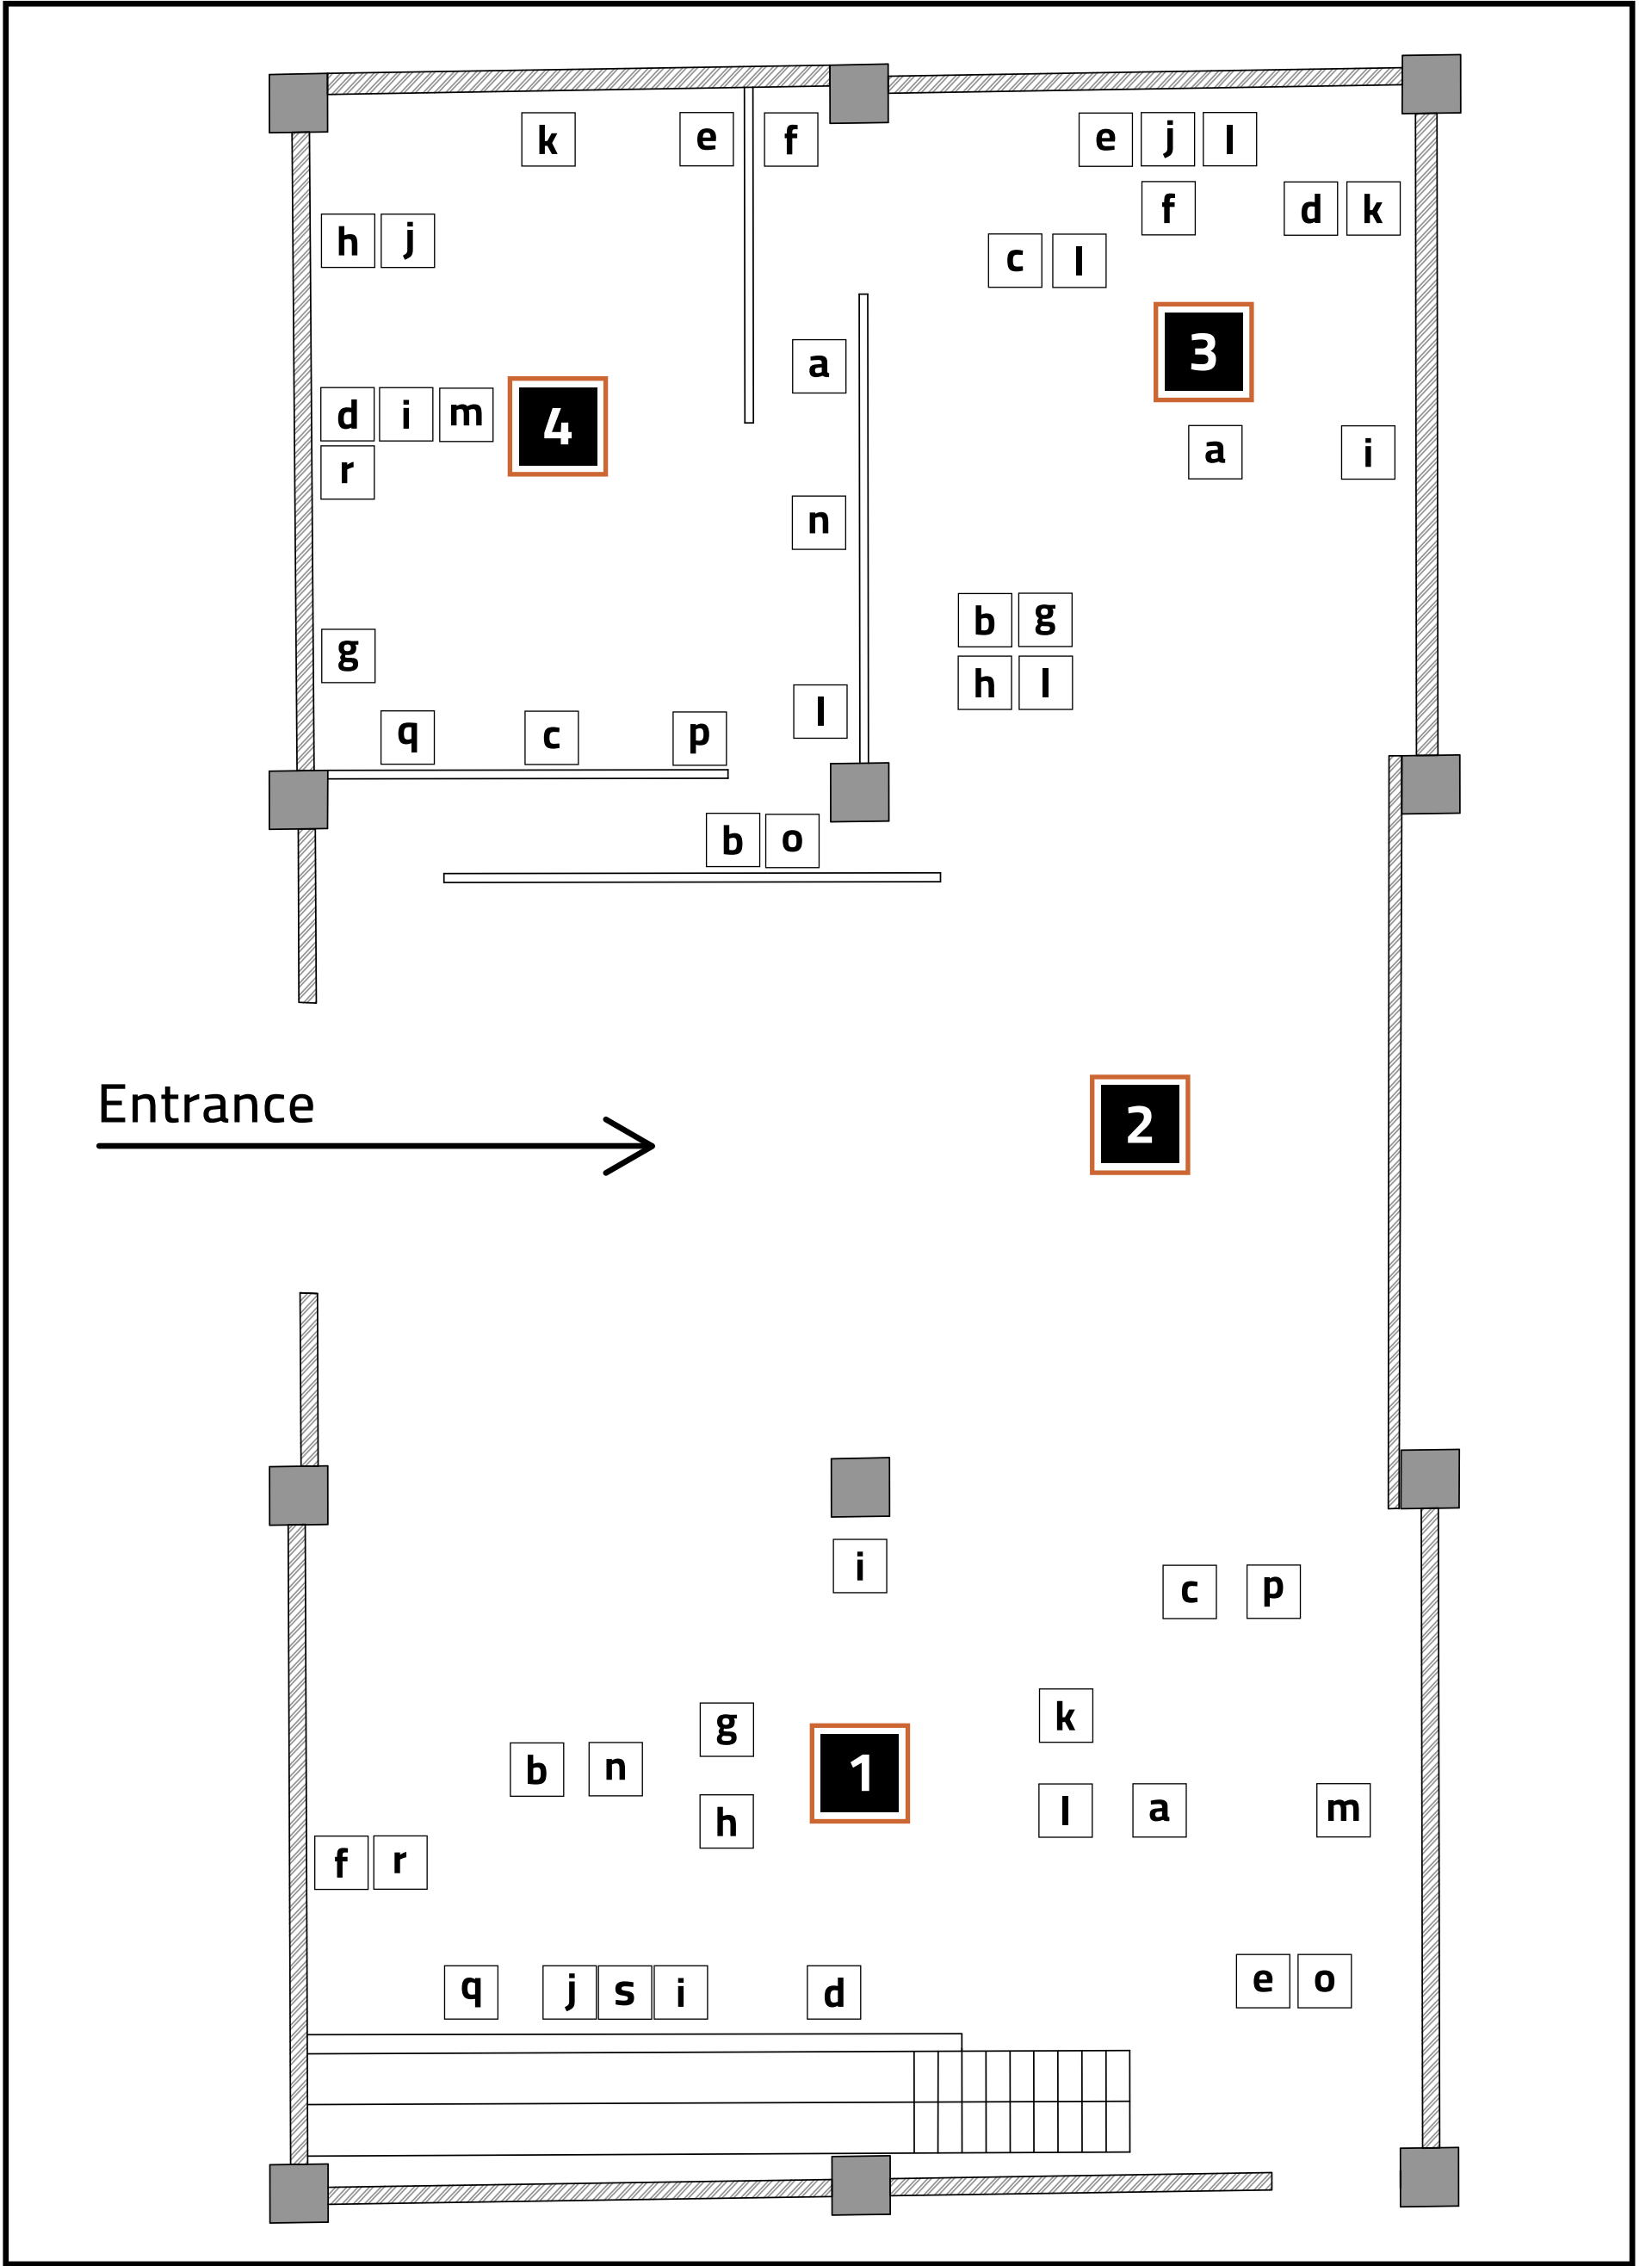 k e f e j l
f d k
h j
c l
3
a
d i m 4
r
a i
n
b g
g
h l
l
q c p
b o
Entrance
2
i
c p
k
g
b n 1
l a m
h
f r
e o
q j s i d